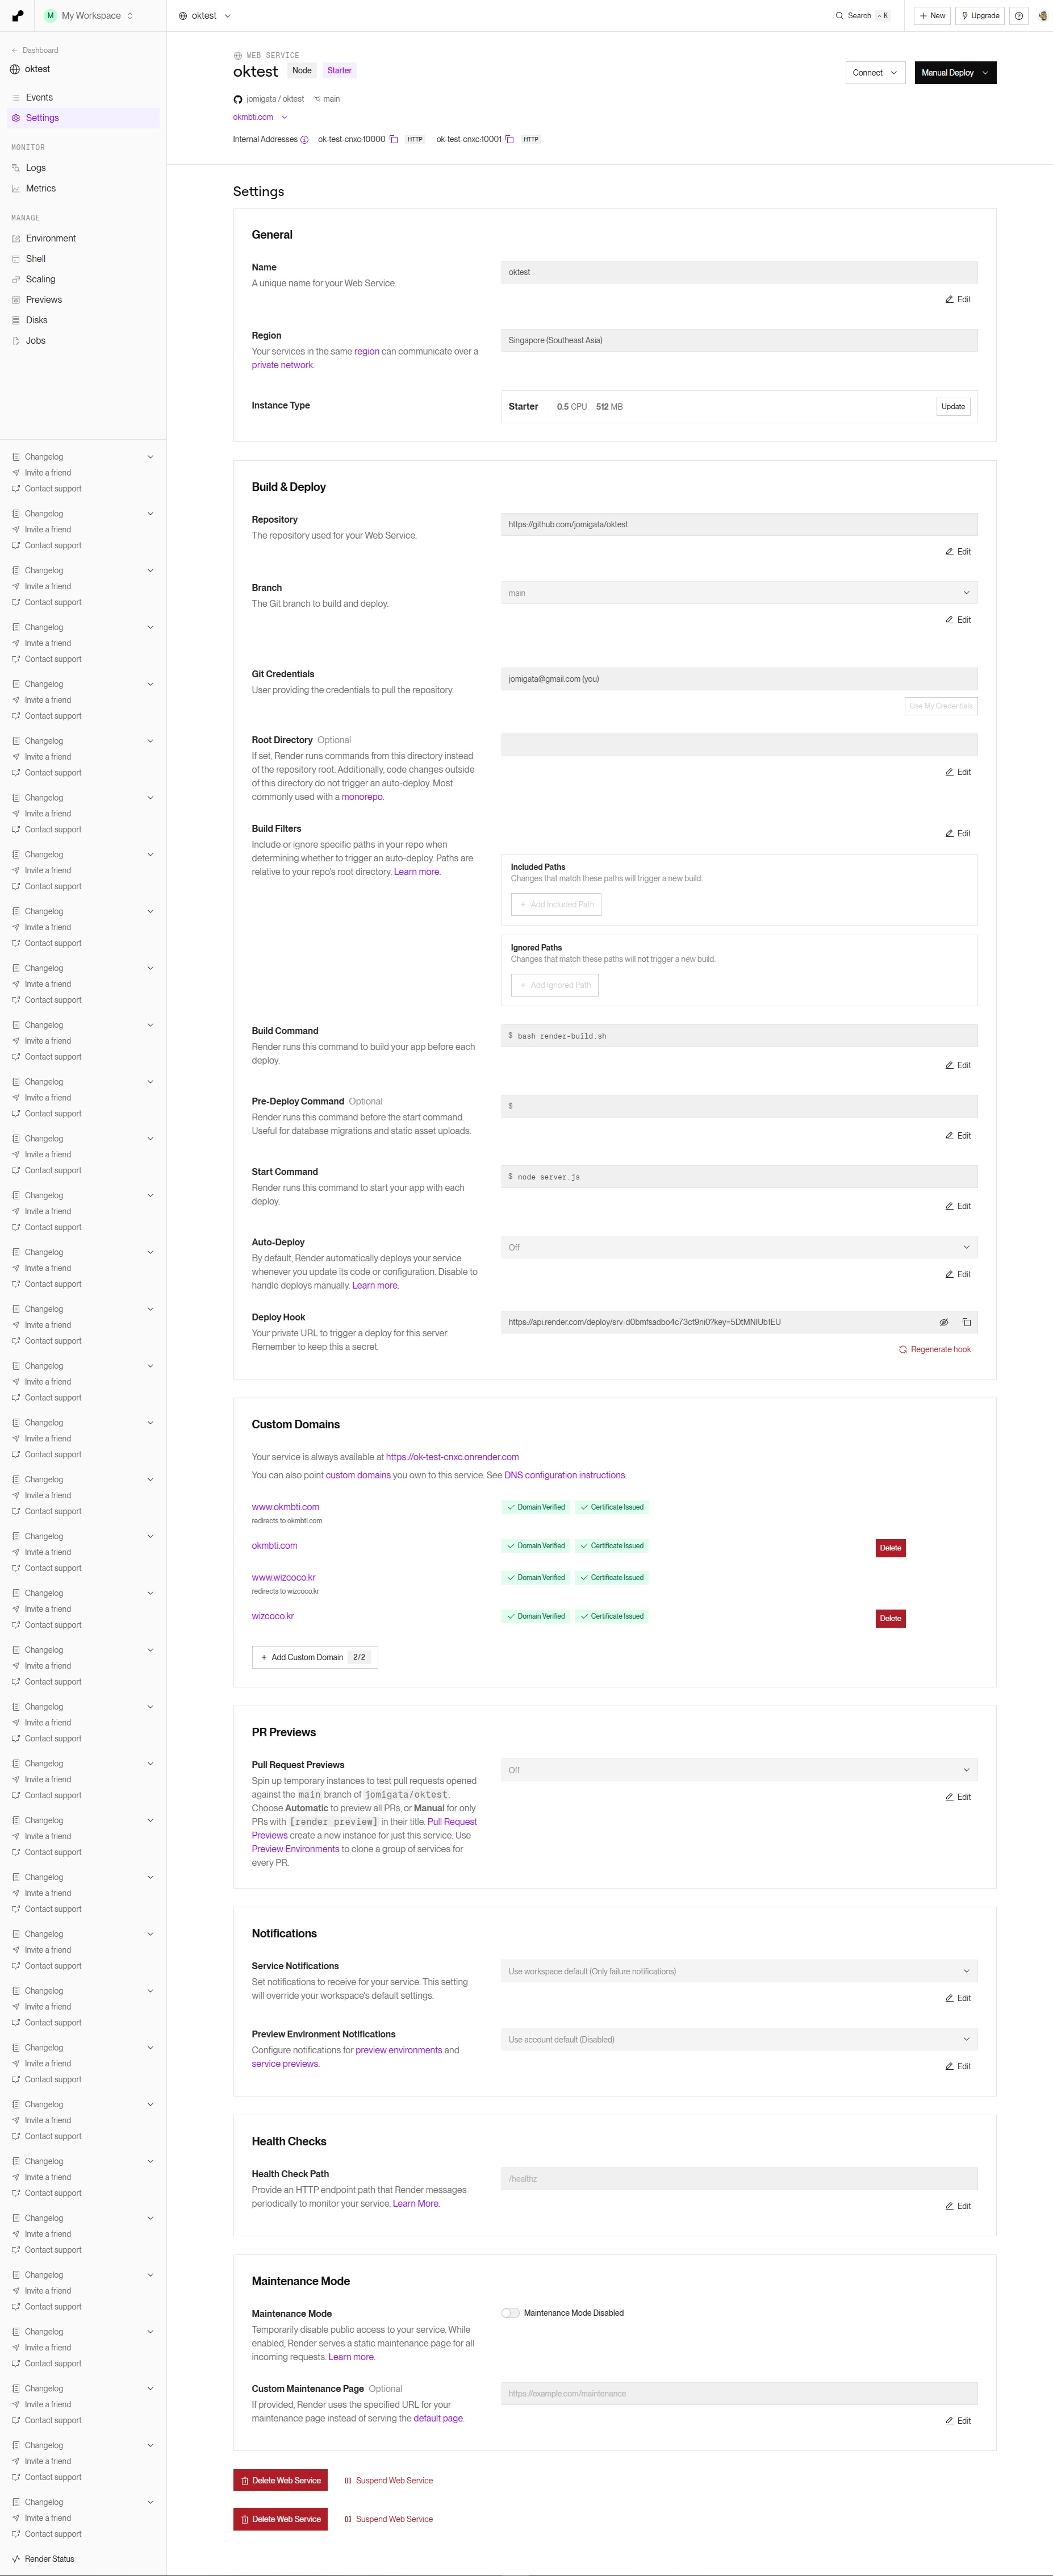 M My Workspace
oktest
Search
K
New
Upgrade
Dashboard
oktest
Events
Settings
MONITOR
Logs
Metrics
MANAGE
Environment
Shell
Scaling
Previews
Disks
Jobs
Changelog
Invite a friend
Contact support
Changelog
Invite a friend
Contact support
Changelog
Invite a friend
Contact support
Changelog
Invite a friend
Contact support
Changelog
Invite a friend
Contact support
Changelog
Invite a friend
Contact support
Changelog
Invite a friend
Contact support
Changelog
Invite a friend
Contact support
Changelog
Invite a friend
Contact support
Changelog
Invite a friend
Contact support
Changelog
Invite a friend
Contact support
Changelog
Invite a friend
Contact support
Changelog
Invite a friend
Contact support
Changelog
Invite a friend
Contact support
Changelog
Invite a friend
Contact support
Changelog
Invite a friend
Contact support
Changelog
Invite a friend
Contact support
Changelog
Invite a friend
Contact support
Changelog
Invite a friend
Contact support
Changelog
Invite a friend
Contact support
Changelog
Invite a friend
Contact support
Changelog
Invite a friend
Contact support
Changelog
Invite a friend
Contact support
Changelog
Invite a friend
Contact support
Changelog
Invite a friend
Contact support
Changelog
Invite a friend
Contact support
Changelog
Invite a friend
Contact support
Changelog
Invite a friend
Contact support
Changelog
Invite a friend
Contact support
Changelog
Invite a friend
Contact support
Changelog
Invite a friend
Contact support
Changelog
Invite a friend
Contact support
Changelog
Invite a friend
Contact support
Changelog
Invite a friend
Contact support
Changelog
Invite a friend
Contact support
Changelog
Invite a friend
Contact support
Changelog
Invite a friend
Contact support
Render Status
WEB SERVICE
oktest Node Starter
Connect
Manual Deploy
jomigata / oktest main
okmbti.com
Internal Addresses ok-test-cnxc:10000 HTTP ok-test-cnxc:10001 HTTP
Settings
General
Name
A unique name for your Web Service.
oktest
Edit
Region
Your services in the same region can communicate over a
private network.
Singapore (Southeast Asia)
Instance Type
Starter 0.5 CPU 512 MB
Update
Build & Deploy
Repository
The repository used for your Web Service.
https://github.com/jomigata/oktest
Edit
Branch
The Git branch to build and deploy.
main
Edit
Git Credentials
User providing the credentials to pull the repository.
jomigata@gmail.com (you)
Use My Credentials
Root Directory Optional
If set, Render runs commands from this directory instead
of the repository root. Additionally, code changes outside
of this directory do not trigger an auto-deploy. Most
commonly used with a monorepo.
Edit
Build Filters
Include or ignore specific paths in your repo when
determining whether to trigger an auto-deploy. Paths are
relative to your repo's root directory. Learn more.
Edit
Included Paths
Changes that match these paths will trigger a new build.
+ Add Included Path
Ignored Paths
Changes that match these paths will not trigger a new build.
+ Add Ignored Path
Build Command
Render runs this command to build your app before each
deploy.
$ bash render-build.sh
Edit
Pre-Deploy Command Optional
Render runs this command before the start command.
Useful for database migrations and static asset uploads.
$
Edit
Start Command
Render runs this command to start your app with each
deploy.
$ node server.js
Edit
Auto-Deploy
By default, Render automatically deploys your service
whenever you update its code or configuration. Disable to
handle deploys manually. Learn more.
Off
Edit
Deploy Hook
Your private URL to trigger a deploy for this server.
Remember to keep this a secret.
Regenerate hook
Custom Domains
Your service is always available at https://ok-test-cnxc.onrender.com
You can also point custom domains you own to this service. See DNS configuration instructions.
www.okmbti.com
redirects to okmbti.com
Domain Verified Certificate Issued
okmbti.com
Domain Verified Certificate Issued
Delete
www.wizcoco.kr
redirects to wizcoco.kr
Domain Verified Certificate Issued
wizcoco.kr
Domain Verified Certificate Issued
Delete
+ Add Custom Domain 2/2
PR Previews
Pull Request Previews
Spin up temporary instances to test pull requests opened
against the main branch of jomigata/oktest.
Choose Automatic to preview all PRs, or Manual for only
PRs with [render preview] in their title. Pull Request
Previews create a new instance for just this service. Use
Preview Environments to clone a group of services for
every PR.
Off
Edit
Notifications
Service Notifications
Set notifications to receive for your service. This setting
will override your workspace's default settings.
Use workspace default (Only failure notifications)
Edit
Preview Environment Notifications
Configure notifications for preview environments and
service previews.
Use account default (Disabled)
Edit
Health Checks
Health Check Path
Provide an HTTP endpoint path that Render messages
periodically to monitor your service. Learn More.
/healthz
Edit
Maintenance Mode
Maintenance Mode
Temporarily disable public access to your service. While
enabled, Render serves a static maintenance page for all
incoming requests. Learn more.
Maintenance Mode Disabled
Custom Maintenance Page Optional
If provided, Render uses the specified URL for your
maintenance page instead of serving the default page.
https://example.com/maintenance
Edit
Delete Web Service
Suspend Web Service
Delete Web Service
Suspend Web Service